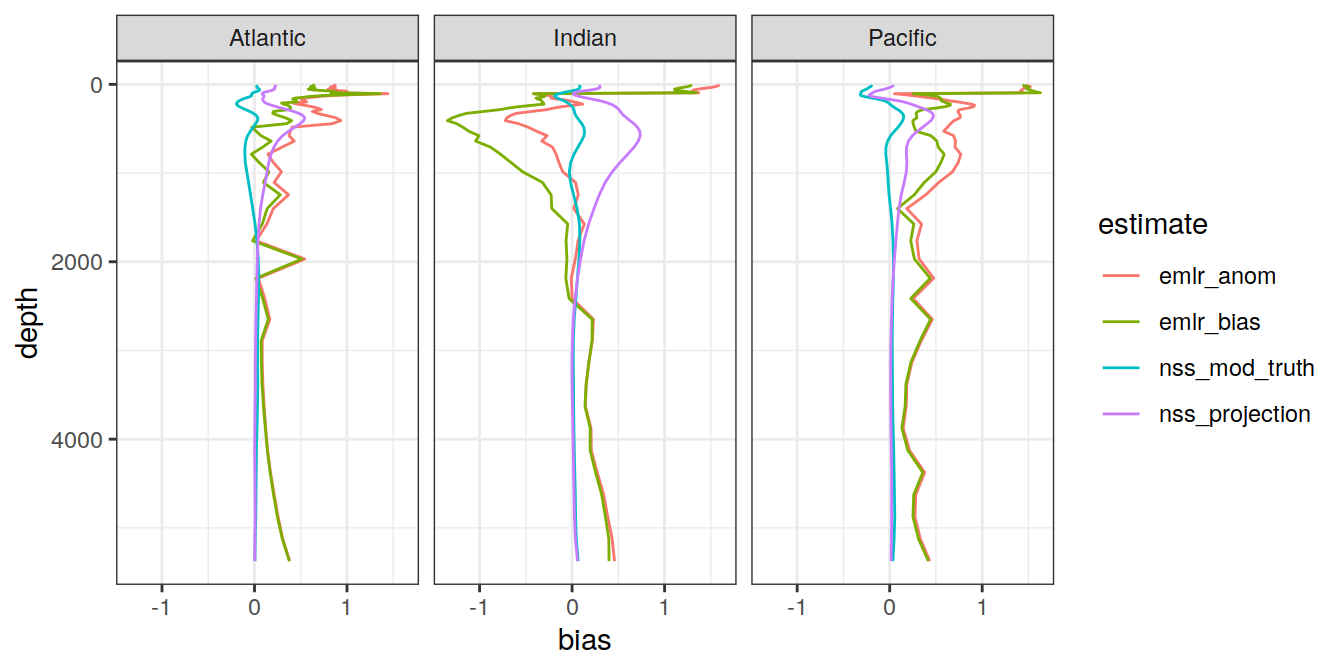 Atlantic Indian Pacific
0
2000
4000
depth
-1 0 1 -1 0 1 -1 0 1
bias
estimate
emlr_anom
emlr_bias
nss_mod_truth
nss_projection